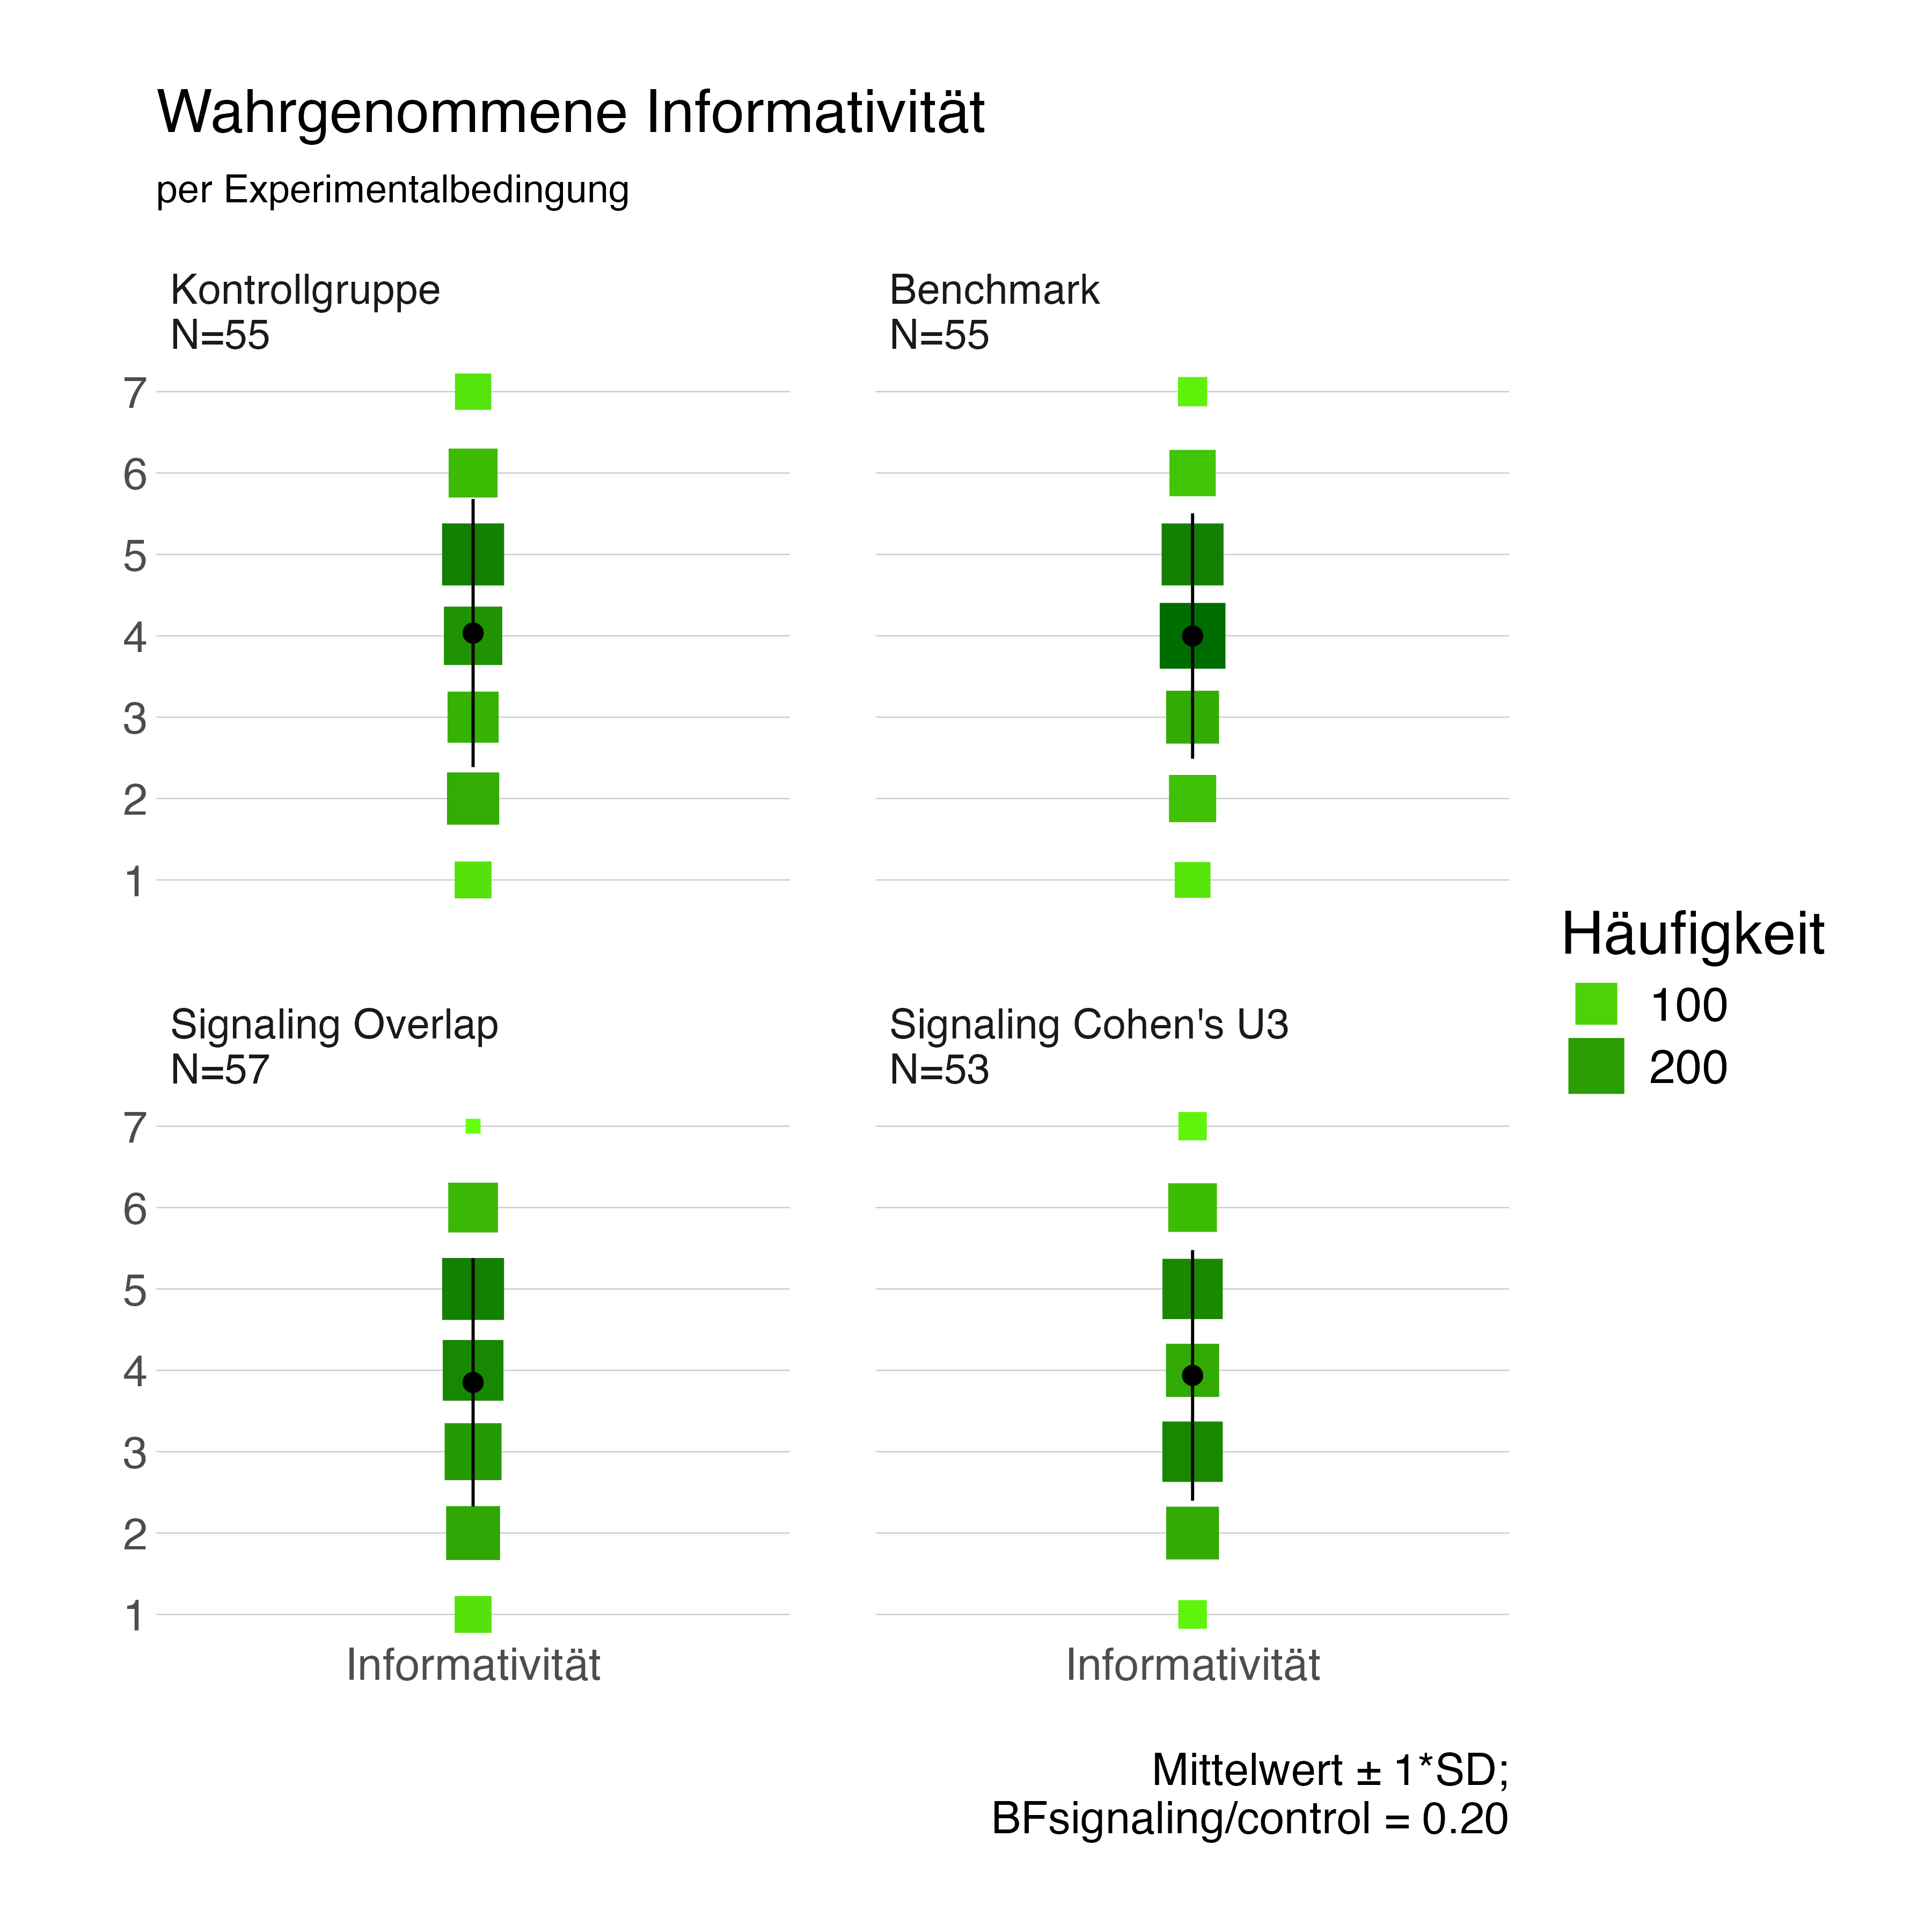 Wahrgenommene Informativität
per Experimentalbedingung
Kontrollgruppe
N=55
Benchmark
N=55
7
6
5
4
3
2
1
Signaling Overlap
N=57
Signaling Cohen's U3
N=53
7
6
5
4
3
2
1
Informativität
Informativität
Häufigkeit
100
200
Mittelwert ± 1*SD;
BFsignaling/control = 0.20